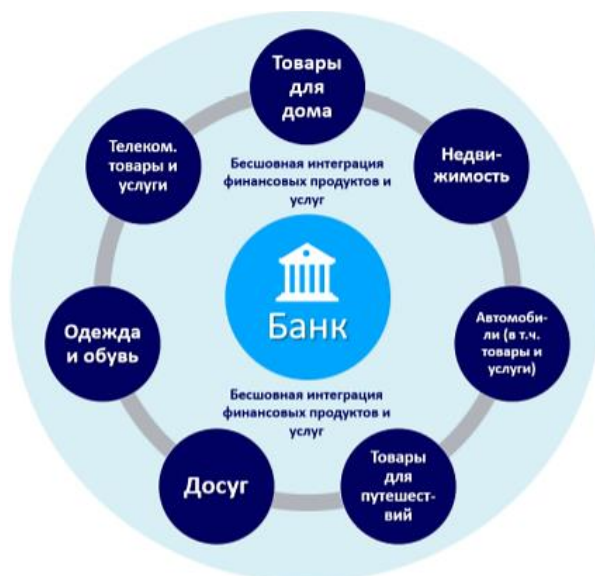 Товары
для
дома
Недви-
жимость
Автомоби-
ли (в т.ч.
товары и
услуги)
Товары
для
путешест-
вий
Досуг
Одежда
и обувь
Телеком.
товары и
услуги
Бесшовная интеграция
финансовых продуктов и
услуг
Банк
Бесшовная интеграция
финансовых продуктов и
услуг